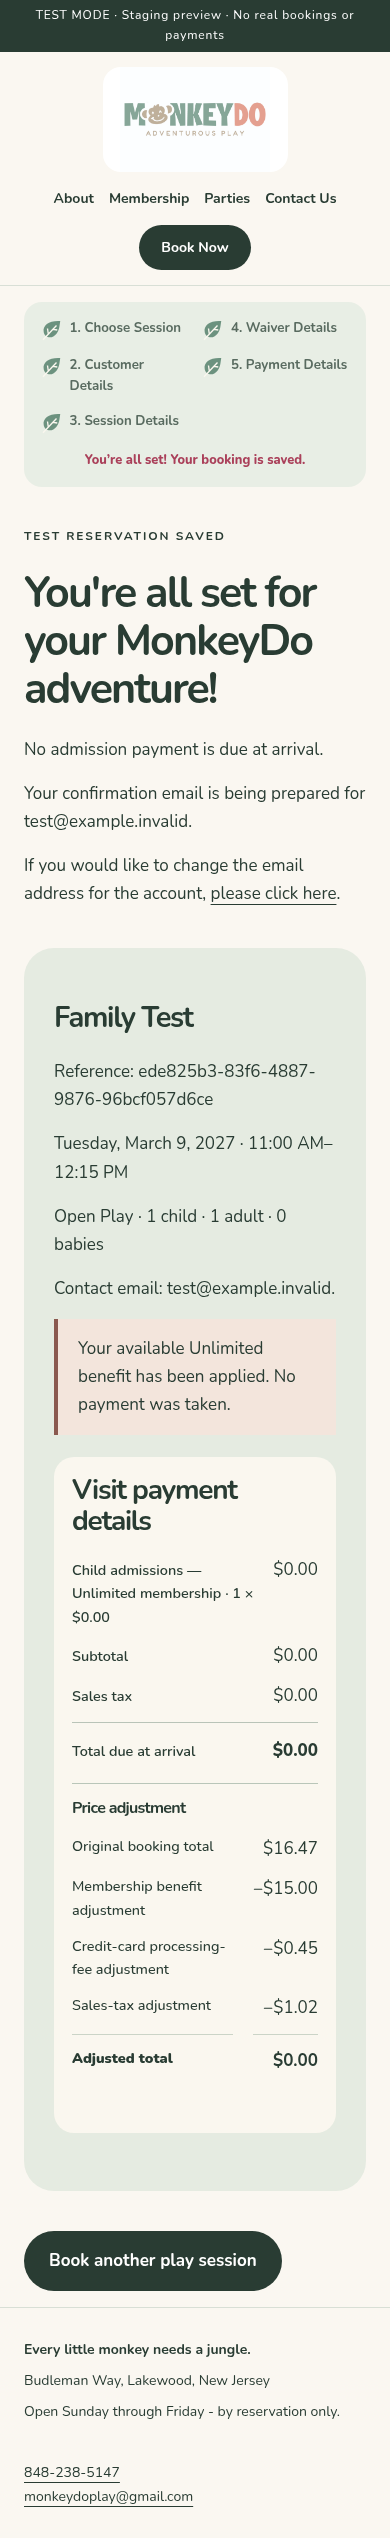 TEST MODE · Staging preview · No real bookings or
payments
MONKEYDO
ADVENTUROUS PLAY
About Membership Parties Contact Us
Book Now
1. Choose Session
2. Customer
Details
3. Session Details
4. Waiver Details
5. Payment Details
You're all set! Your booking is saved.
TEST RESERVATION SAVED
You're all set for
your MonkeyDo
adventure!
No admission payment is due at arrival.
Your confirmation email is being prepared for
test@example.invalid.
If you would like to change the email
address for the account, please click here.
Family Test
Reference: ede825b3-83f6-4887-
9876-96bcf057d6ce
Tuesday, March 9, 2027 · 11:00 AM–
12:15 PM
Open Play · 1 child · 1 adult · 0
babies
Contact email: test@example.invalid.
Your available Unlimited
benefit has been applied. No
payment was taken.
Visit payment
details
Child admissions — $0.00
Unlimited membership · 1 ×
$0.00
Subtotal $0.00
Sales tax $0.00
Total due at arrival $0.00
Price adjustment
Original booking total $16.47
Membership benefit −$15.00
adjustment
Credit-card processing- −$0.45
fee adjustment
Sales-tax adjustment −$1.02
Adjusted total $0.00
Book another play session
Every little monkey needs a jungle.
Budleman Way, Lakewood, New Jersey
Open Sunday through Friday - by reservation only.
848-238-5147
monkeydoplay@gmail.com